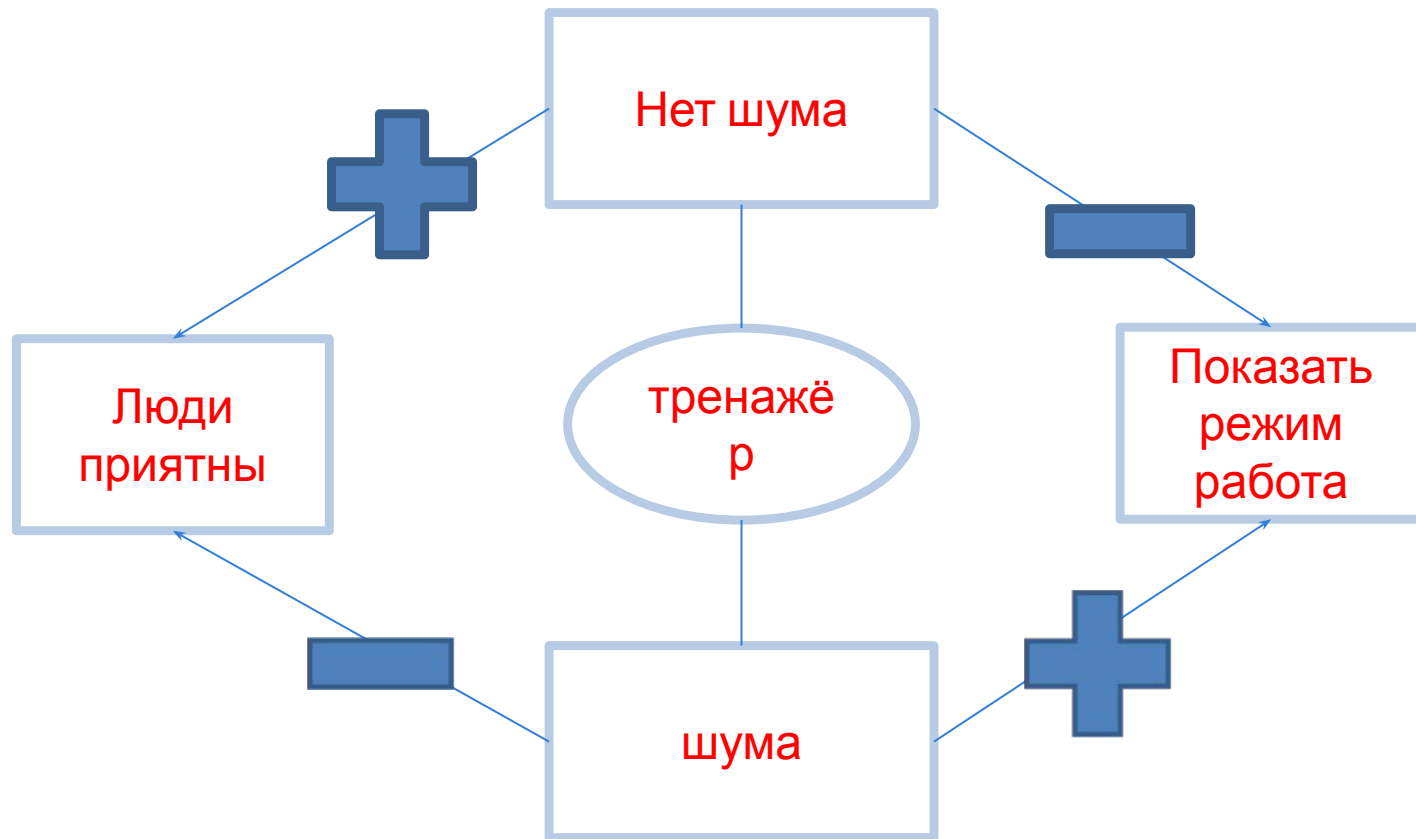 Нет шума
Люди
приятны
тренажё
р
Показать
режим
работа
шума